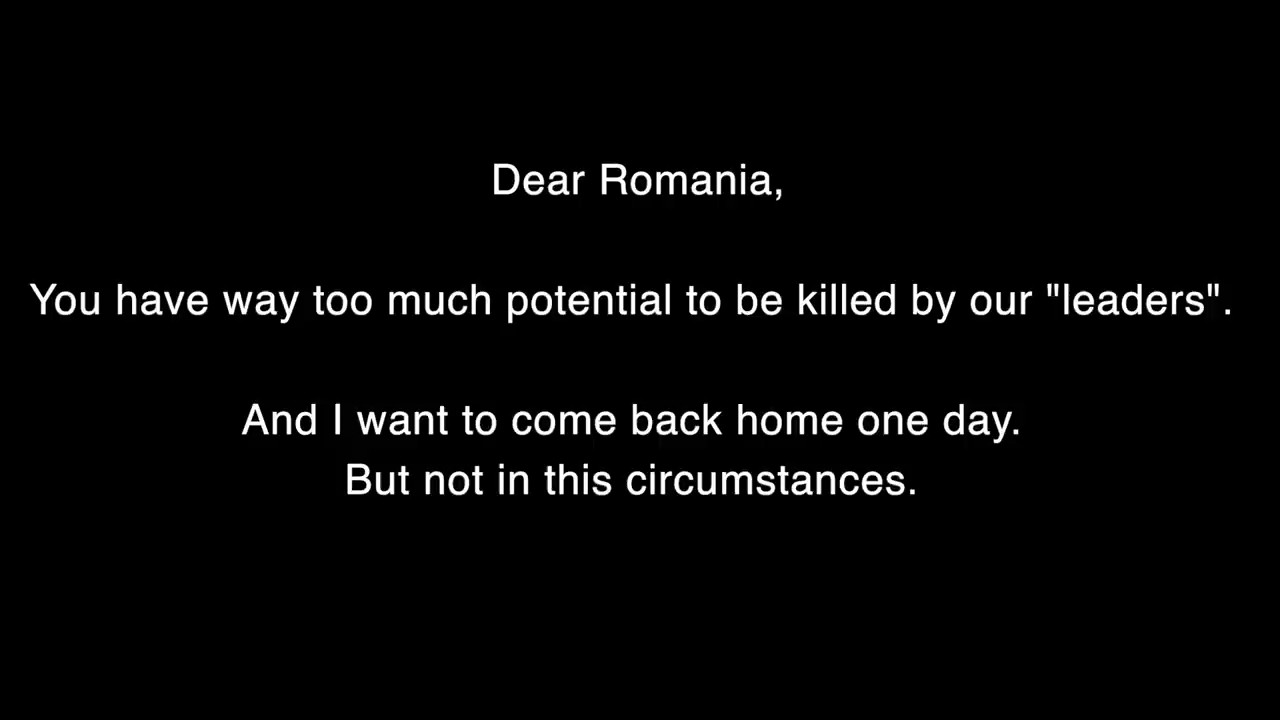 Dear Romania,
You have way too much potential to be killed by our "leaders".
And I want to come back home one day.
But not in this circumstances.